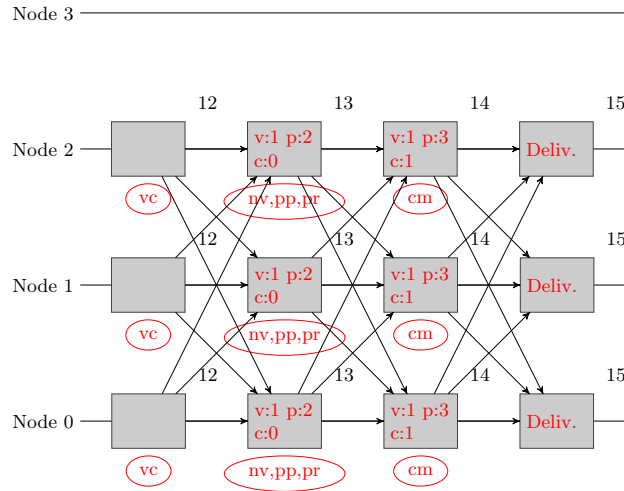 Node 3
12 13 14 15
Node 2
v:1 p:2
c:0
v:1 p:3
c:1
Deliv.
vc nv,pp,pr cm
12 13 14 15
Node 1
v:1 p:2
c:0
v:1 p:3
c:1
Deliv.
vc nv,pp,pr cm
12 13 14 15
Node 0
v:1 p:2
c:0
v:1 p:3
c:1
Deliv.
vc nv,pp,pr cm